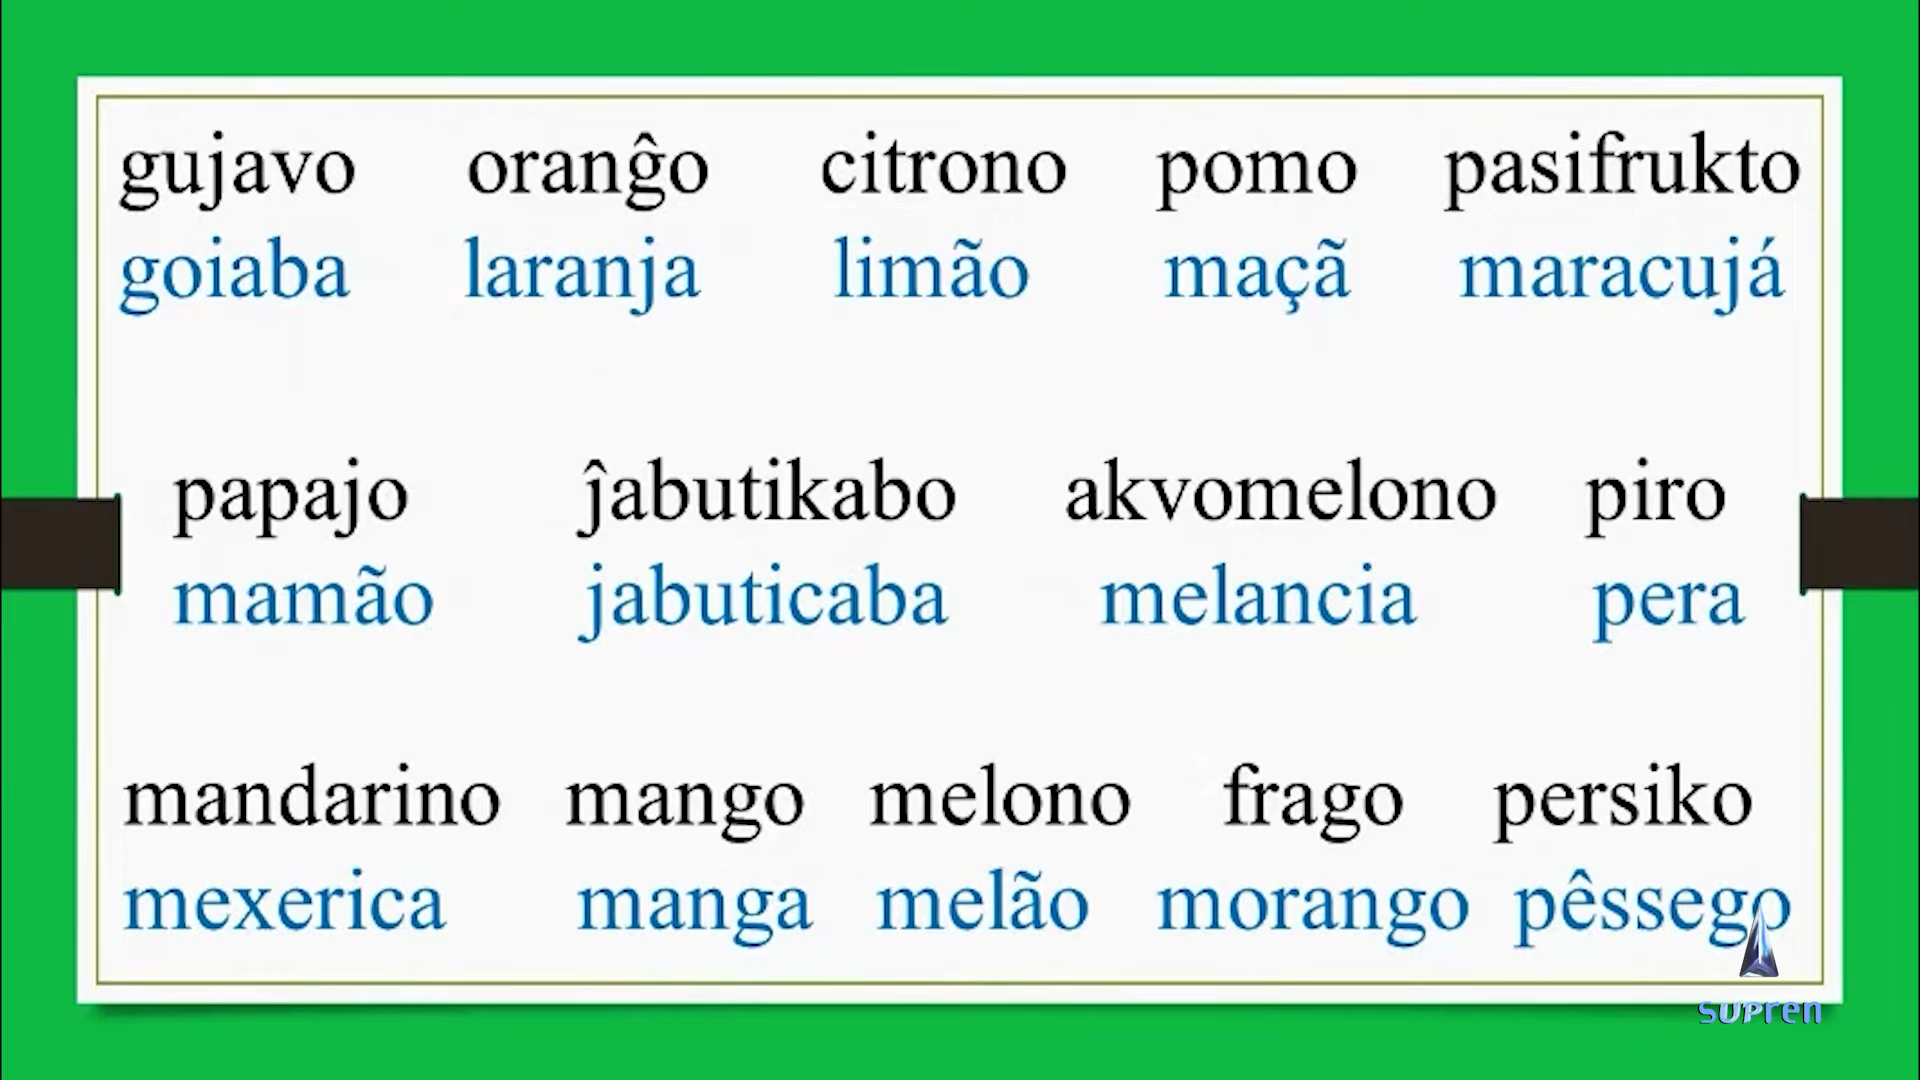 gujavo oranĝo citrono pomo pasifrukto
goiaba laranja limão maçã maracujá
papajo ĵabutikabo akvomelono piro
mamão jabuticaba melancia pera
mandarino mango melono frago persiko
mexerica manga melão morango pêssego
supren